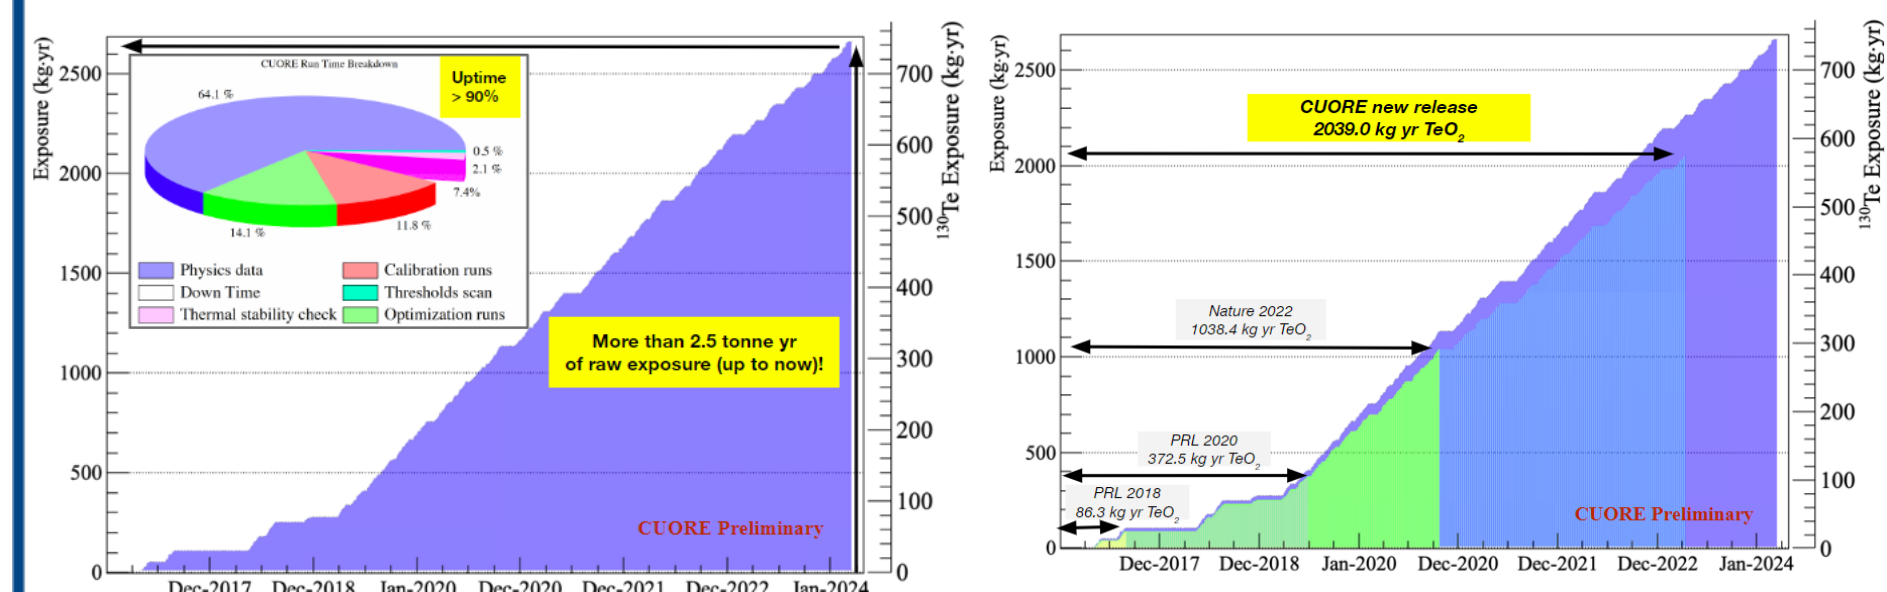 Exposure (kg·yr)
2500
2000
1500
1000
500
0
CUORE Run Time Breakdown
Uptime
> 90%
64.1 %
0.5 %
2.1 %
7.4%
11.8 %
14.1 %
Physics data
Calibration runs
Down Time
Thresholds scan
Thermal stability check
Optimization runs
More than 2.5 tonne yr
of raw exposure (up to now)!
CUORE Preliminary
Dec-2017 Dec-2018 Jan-2020 Dec-2020 Dec-2021 Dec-2022 Jan-2024
700
600
500
400
300
200
100
0
¹³⁰Te Exposure (kg·yr)
Exposure (kg·yr)
2500
2000
1500
1000
500
0
CUORE new release
2039.0 kg yr TeO₂
Nature 2022
1038.4 kg yr TeO₂
PRL 2020
372.5 kg yr TeO₂
PRL 2018
86.3 kg yr TeO₂
CUORE Preliminary
Dec-2017 Dec-2018 Jan-2020 Dec-2020 Dec-2021 Dec-2022 Jan-2024
700
600
500
400
300
200
100
0
¹³⁰Te Exposure (kg·yr)